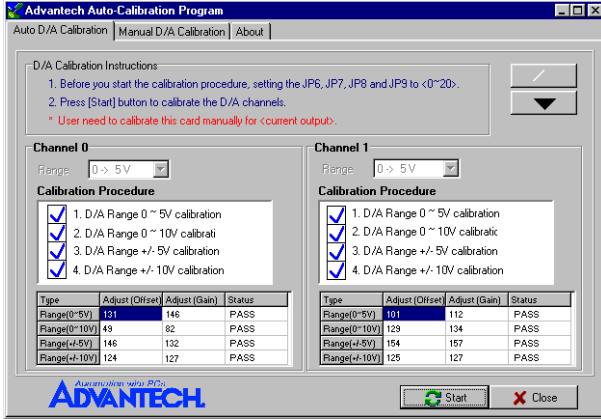 Advantech Auto-Calibration Program
Auto D/A Calibration Manual D/A Calibration About
D/A Calibration Instructions
1. Before you start the calibration procedure, setting the JP6, JP7, JP8 and JP9 to <0~20>.
2. Press [Start] button to calibrate the D/A channels.
* User need to calibrate this card manually for <current output>.
Channel 0
Range 0 -> 5 V
Calibration Procedure
1. D/A Range 0 ~ 5V calibration
2. D/A Range 0 ~ 10V calibrati
3. D/A Range +/- 5V calibration
4. D/A Range +/- 10V calibration
Type Adjust (Offset) Adjust (Gain) Status
Range(0~5V) 131 146 PASS
Range(0~10V) 49 82 PASS
Range(+/-5V) 146 132 PASS
Range(+/-10V) 124 127 PASS
Channel 1
Range 0 -> 5 V
Calibration Procedure
1. D/A Range 0 ~ 5V calibration
2. D/A Range 0 ~ 10V calibratic
3. D/A Range +/- 5V calibration
4. D/A Range +/- 10V calibration
Type Adjust (Offset) Adjust (Gain) Status
Range(0~5V) 101 112 PASS
Range(0~10V) 129 134 PASS
Range(+/-5V) 154 157 PASS
Range(+/-10V) 125 127 PASS
Automation with PCs
ADVANTECH.
Start Close